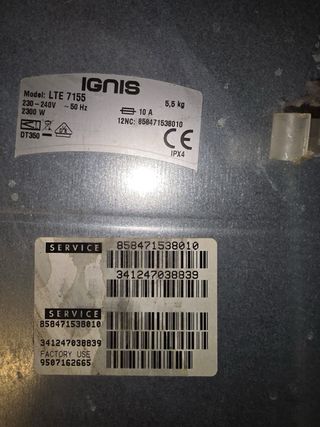 IGNIS
Model: LTE 7155
5,5 kg
230-240V ~ 50 Hz
2300 W
10 A
12NC: 858471538010
DT350
CE
IPX4
SERVICE 858471538010
341247038839
SERVICE
858471538010
341247038839
FACTORY USE
9507162665